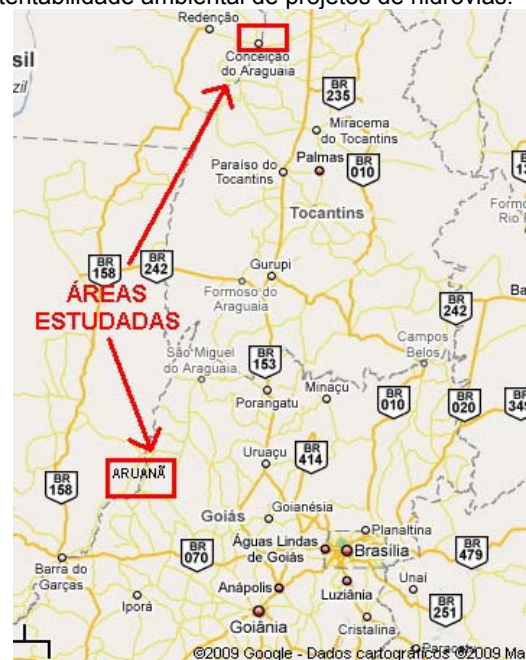 tentabilidade ambiental de projetos de hidrovias.
Redenção
Conceição
do Araguaia
sil
zil
BR
235
Miracema
do Tocantins
Paraíso do
Tocantins
Palmas
BR
010
Tocantins
BR
158
BR
242
Gurupi
Formoso do
Araguaia
ÁREAS
ESTUDADAS
BR
242
São Miguel
do Araguaia
BR
153
Campos
Belos
Minaçu
Porangatu
BR
010
BR
020
BR
349
ARUANÃ
Uruaçu
BR
414
BR
158
Goiás
Goianésia
Planaltina
BR
070
Águas Lindas
de Goiás
Brasília
BR
479
Barra do
Garças
Anápolis
Luziânia
Unaí
Iporá
BR
251
Goiânia
Cristalina
Paracatu
©2009 Google - Dados cartográficos ©2009 Ma